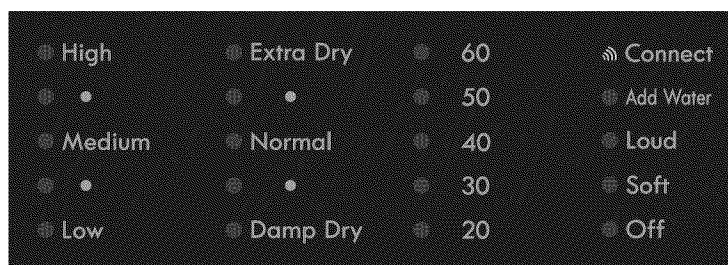 High Extra Dry 60 Connect
• • 50 Add Water
Medium Normal 40 Loud
• • 30 Soft
Low Damp Dry 20 Off